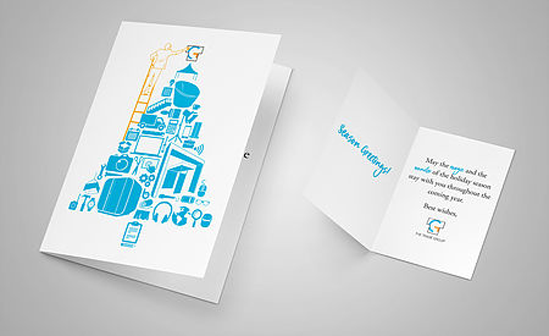 e
Season Greetings!
May the magic and the
wonder of the holiday season
stay with you throughout the
coming year.
Best wishes,
THE TRADE GROUP